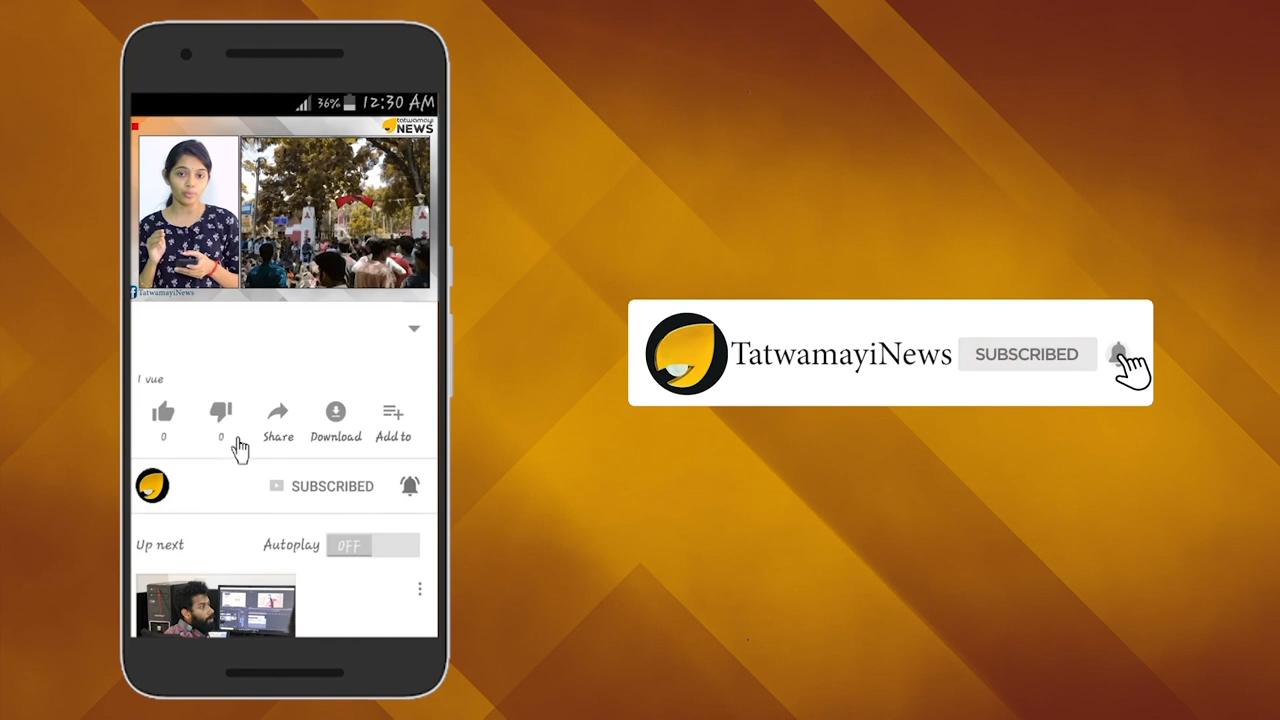 36% 12:30 AM
tatwamayi
NEWS
TatwamayiNews
1 vue
0 0 Share Download Add to
SUBSCRIBED
Up next Autoplay OFF
TatwamayiNews SUBSCRIBED